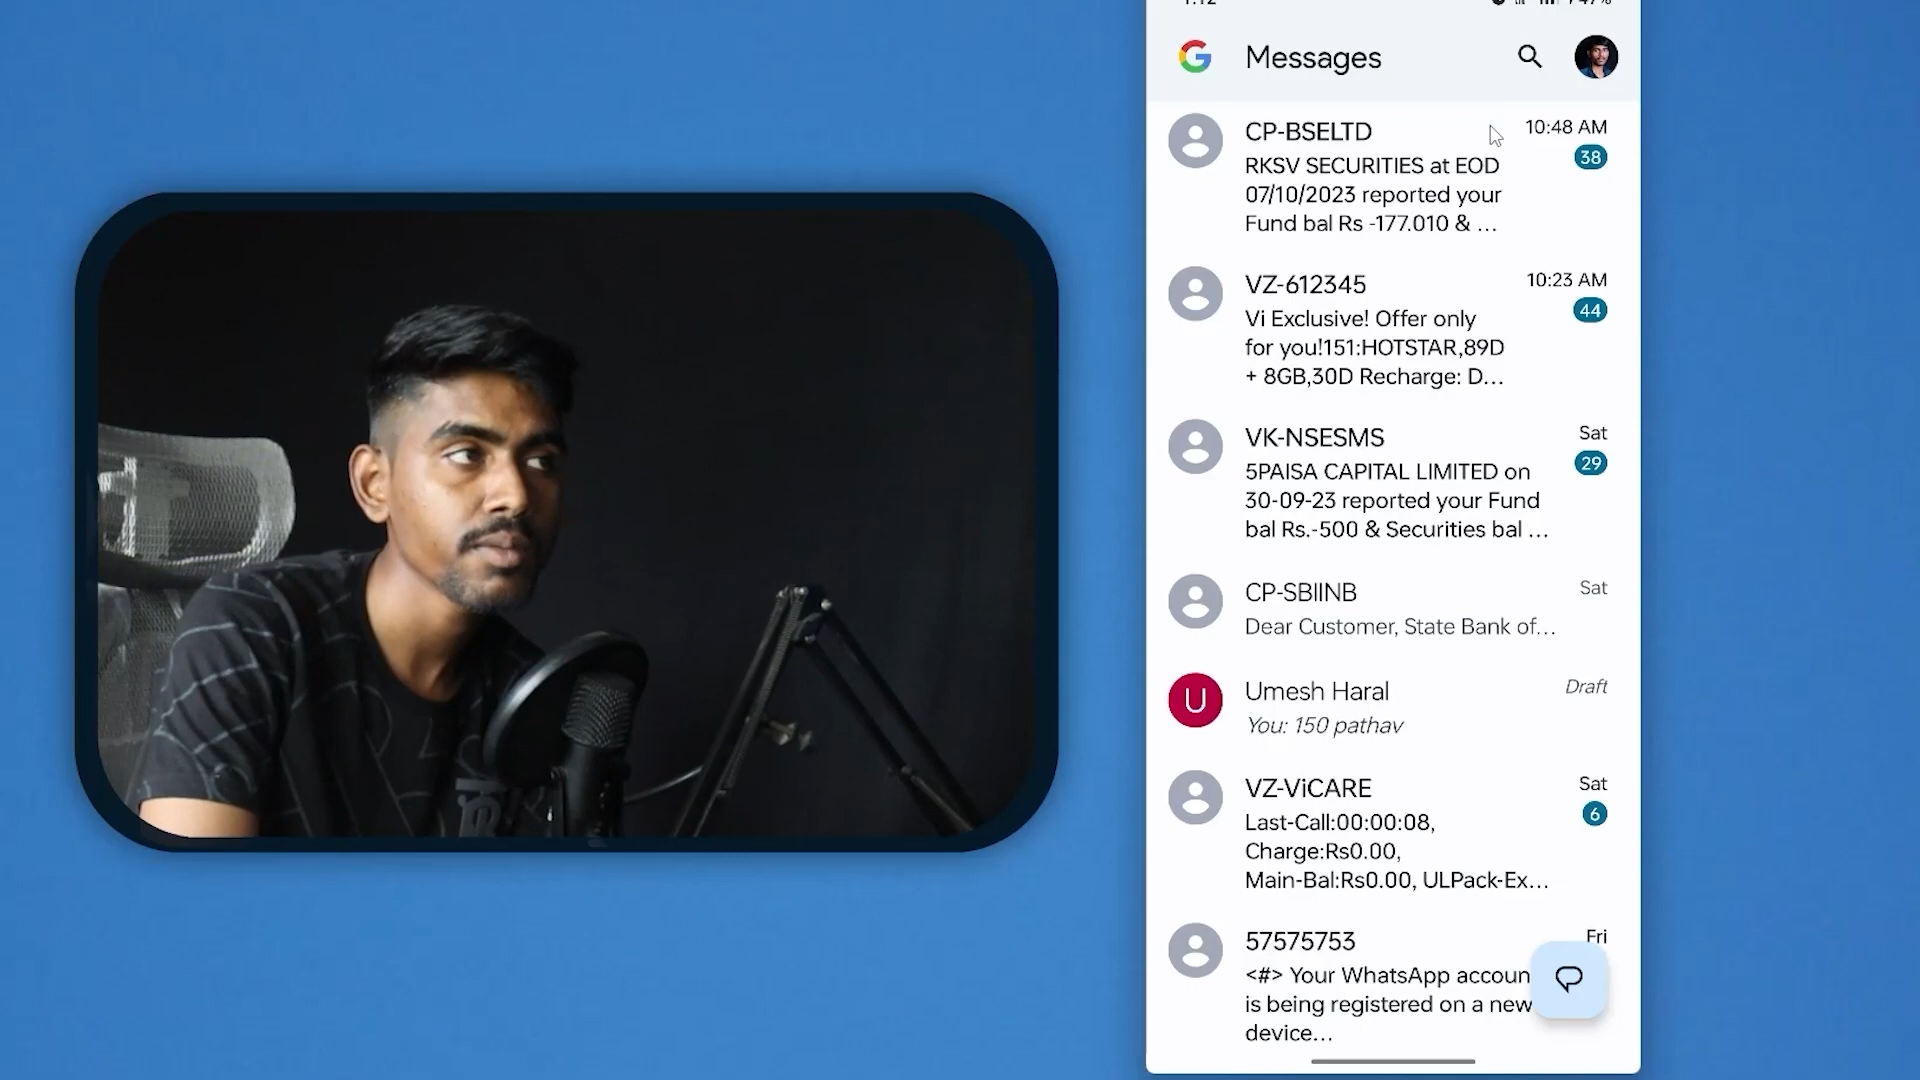 Messages
CP-BSELTD
10:48 AM
38
RKSV SECURITIES at EOD
07/10/2023 reported your
Fund bal Rs -177.010 & ...
VZ-612345
10:23 AM
44
Vi Exclusive! Offer only
for you!151:HOTSTAR,89D
+ 8GB,30D Recharge: D...
VK-NSESMS
Sat
29
5PAISA CAPITAL LIMITED on
30-09-23 reported your Fund
bal Rs.-500 & Securities bal ...
CP-SBIINB
Sat
Dear Customer, State Bank of...
U
Umesh Haral
Draft
You: 150 pathav
VZ-ViCARE
Sat
6
Last-Call:00:00:08,
Charge:Rs0.00,
Main-Bal:Rs0.00, ULPack-Ex...
57575753
Fri
<#> Your WhatsApp accoun
is being registered on a new
device...